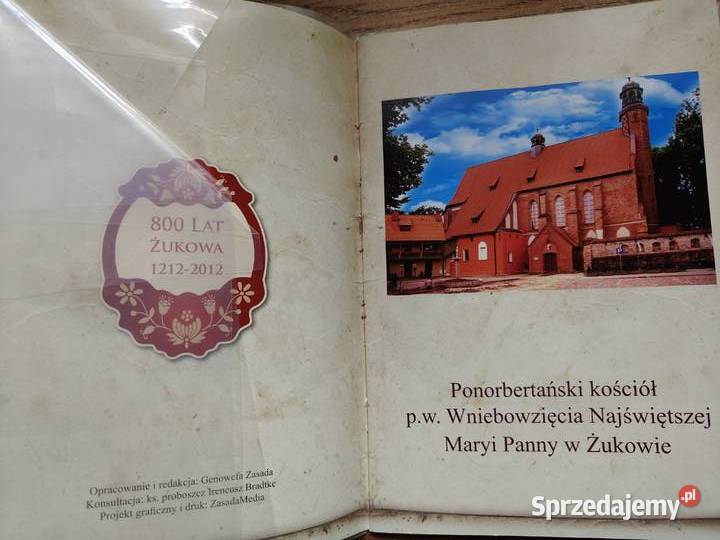 800 LAT
ŻUKOWA
1212-2012
Opracowanie i redakcja: Genowefa Zasada
Konsultacja: ks. proboszcz Ireneusz Bradtke
Projekt graficzny i druk: ZasadaMedia
Ponorbertański kościół
p.w. Wniebowzięcia Najświętszej
Maryi Panny w Żukowie
Sprzedajemy.pl